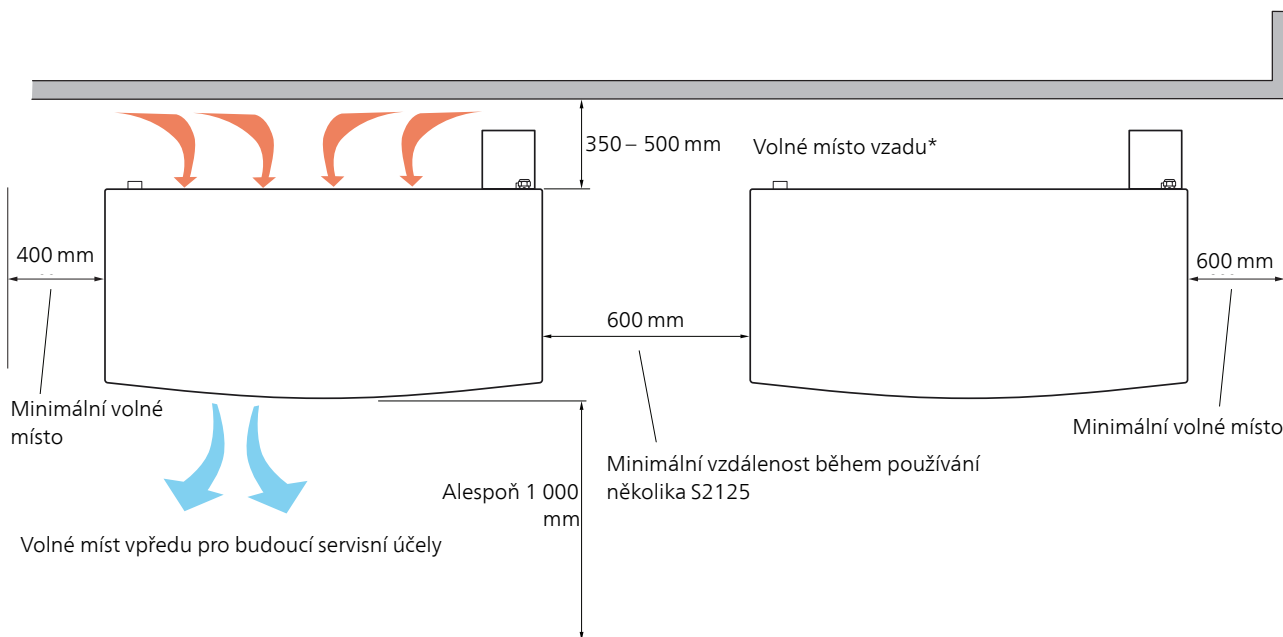 350 – 500 mm
Volné místo vzadu*
400 mm
600 mm
600 mm
Minimální volné
místo
Minimální volné místo
Minimální vzdálenost během používání
několika S2125
Alespoň 1 000
mm
Volné míst vpředu pro budoucí servisní účely